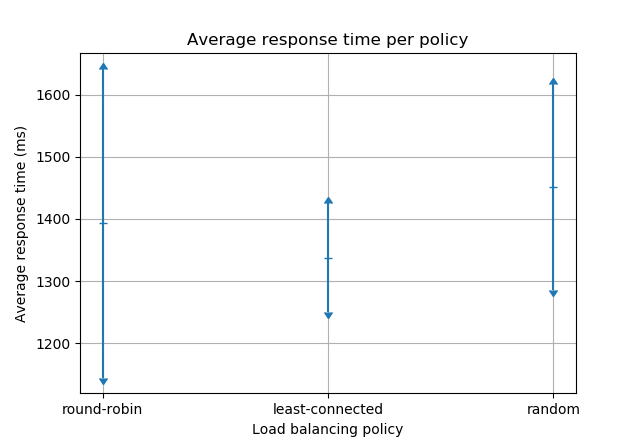 Average response time per policy
1600
1500
1400
1300
1200
Average response time (ms)
round-robin
least-connected
random
Load balancing policy